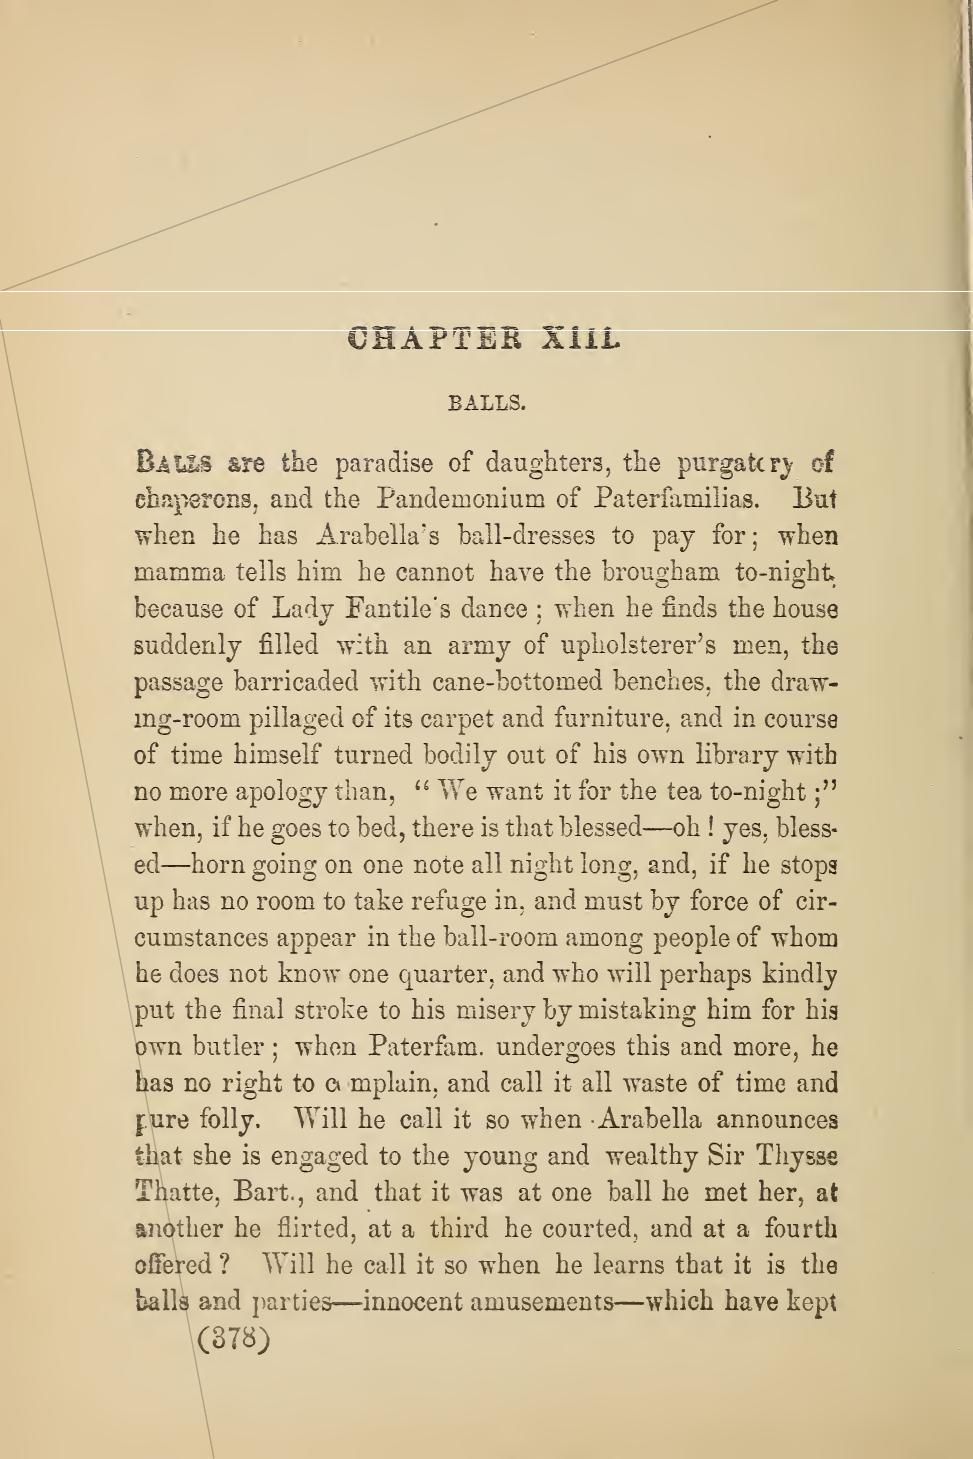 CHAPTER XIII.
BALLS.
BALLS are the paradise of daughters, the purgatory of
chaperons, and the Pandemonium of Paterfamilias. But
when he has Arabella's ball-dresses to pay for; when
mamma tells him he cannot have the brougham to-night,
because of Lady Fantile's dance; when he finds the house
suddenly filled with an army of upholsterer's men, the
passage barricaded with cane-bottomed benches, the draw-
ing-room pillaged of its carpet and furniture, and in course
of time himself turned bodily out of his own library with
no more apology than, “We want it for the tea to-night;”
when, if he goes to bed, there is that blessed—oh! yes, bless-
ed—horn going on one note all night long, and, if he stops
up has no room to take refuge in, and must by force of cir-
cumstances appear in the ball-room among people of whom
he does not know one quarter, and who will perhaps kindly
put the final stroke to his misery by mistaking him for his
own butler; when Paterfam. undergoes this and more, he
has no right to complain, and call it all waste of time and
pure folly. Will he call it so when Arabella announces
that she is engaged to the young and wealthy Sir Thysse
Thatte, Bart., and that it was at one ball he met her, at
another he flirted, at a third he courted, and at a fourth
offered? Will he call it so when he learns that it is the
balls and parties—innocent amusements—which have kept
(378)